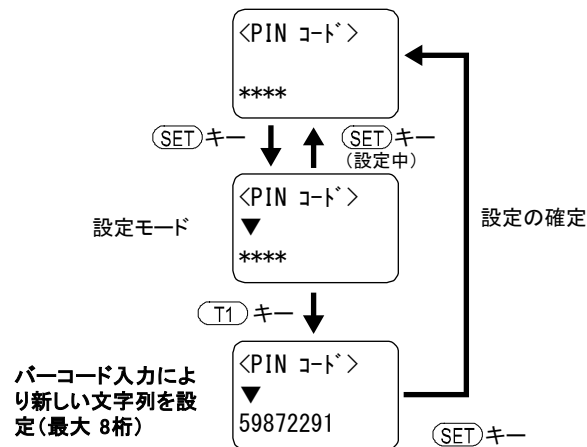 <PIN ｺｰﾄﾞ>
****
SETキー
SETキー
(設定中)
<PIN ｺｰﾄﾞ>
▼
****
設定モード
設定の確定
T1 キー
<PIN ｺｰﾄﾞ>
▼
59872291
バーコード入力によ
り新しい文字列を設
定(最大 8桁)
SETキー